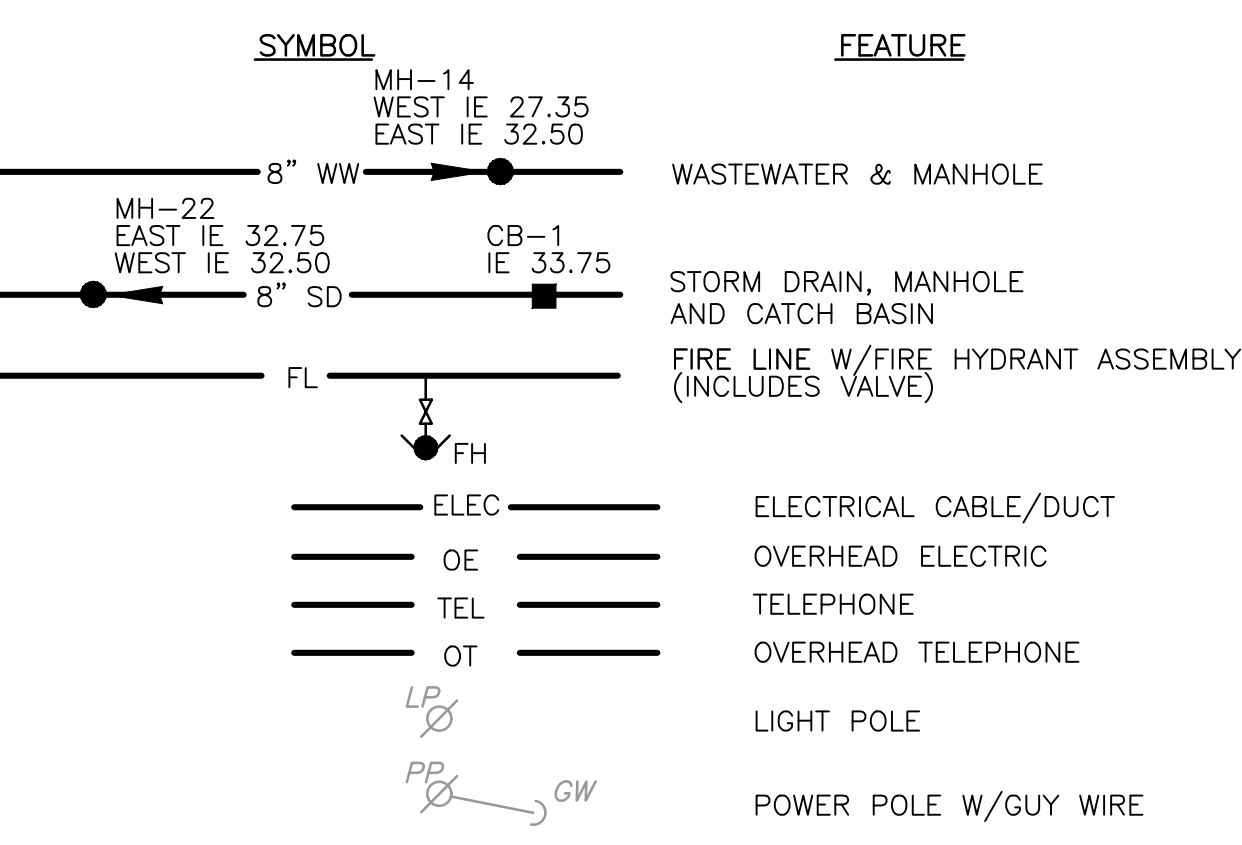 SYMBOL
FEATURE
MH-14
WEST IE 27.35
EAST IE 32.50
8" WW
WASTEWATER & MANHOLE
MH-22
EAST IE 32.75
WEST IE 32.50
CB-1
IE 33.75
8" SD
STORM DRAIN, MANHOLE
AND CATCH BASIN
FL
FIRE LINE W/FIRE HYDRANT ASSEMBLY
(INCLUDES VALVE)
FH
ELEC
ELECTRICAL CABLE/DUCT
OE
OVERHEAD ELECTRIC
TEL
TELEPHONE
OT
OVERHEAD TELEPHONE
LP
LIGHT POLE
PP
GW
POWER POLE W/GUY WIRE